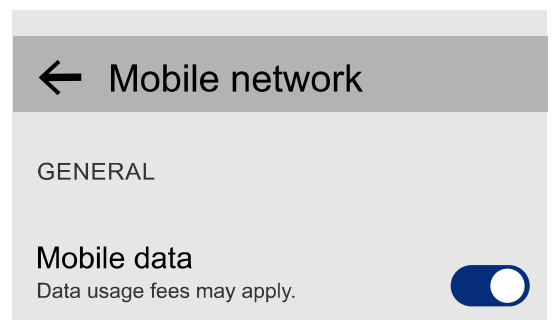 Mobile network
GENERAL
Mobile data
Data usage fees may apply.